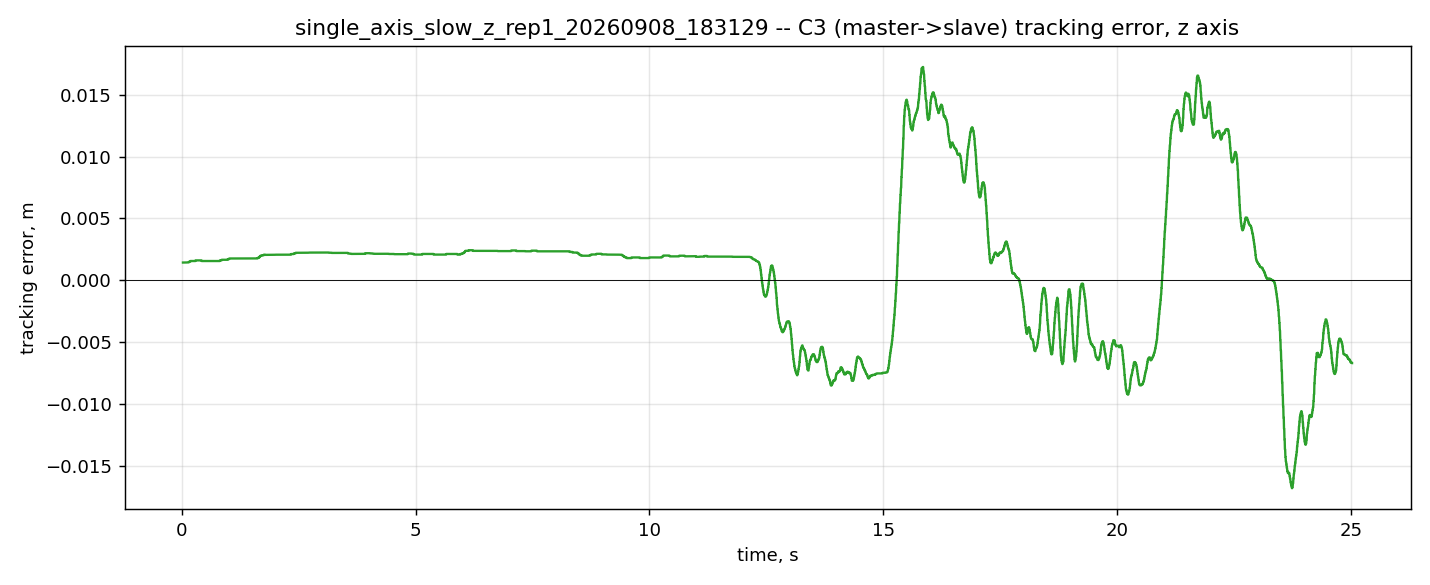 single_axis_slow_z_rep1_20260908_183129 -- C3 (master->slave) tracking error, z axis
0.015
0.010
0.005
0.000
−0.005
−0.010
−0.015
tracking error, m
0 5 10 15 20 25
time, s